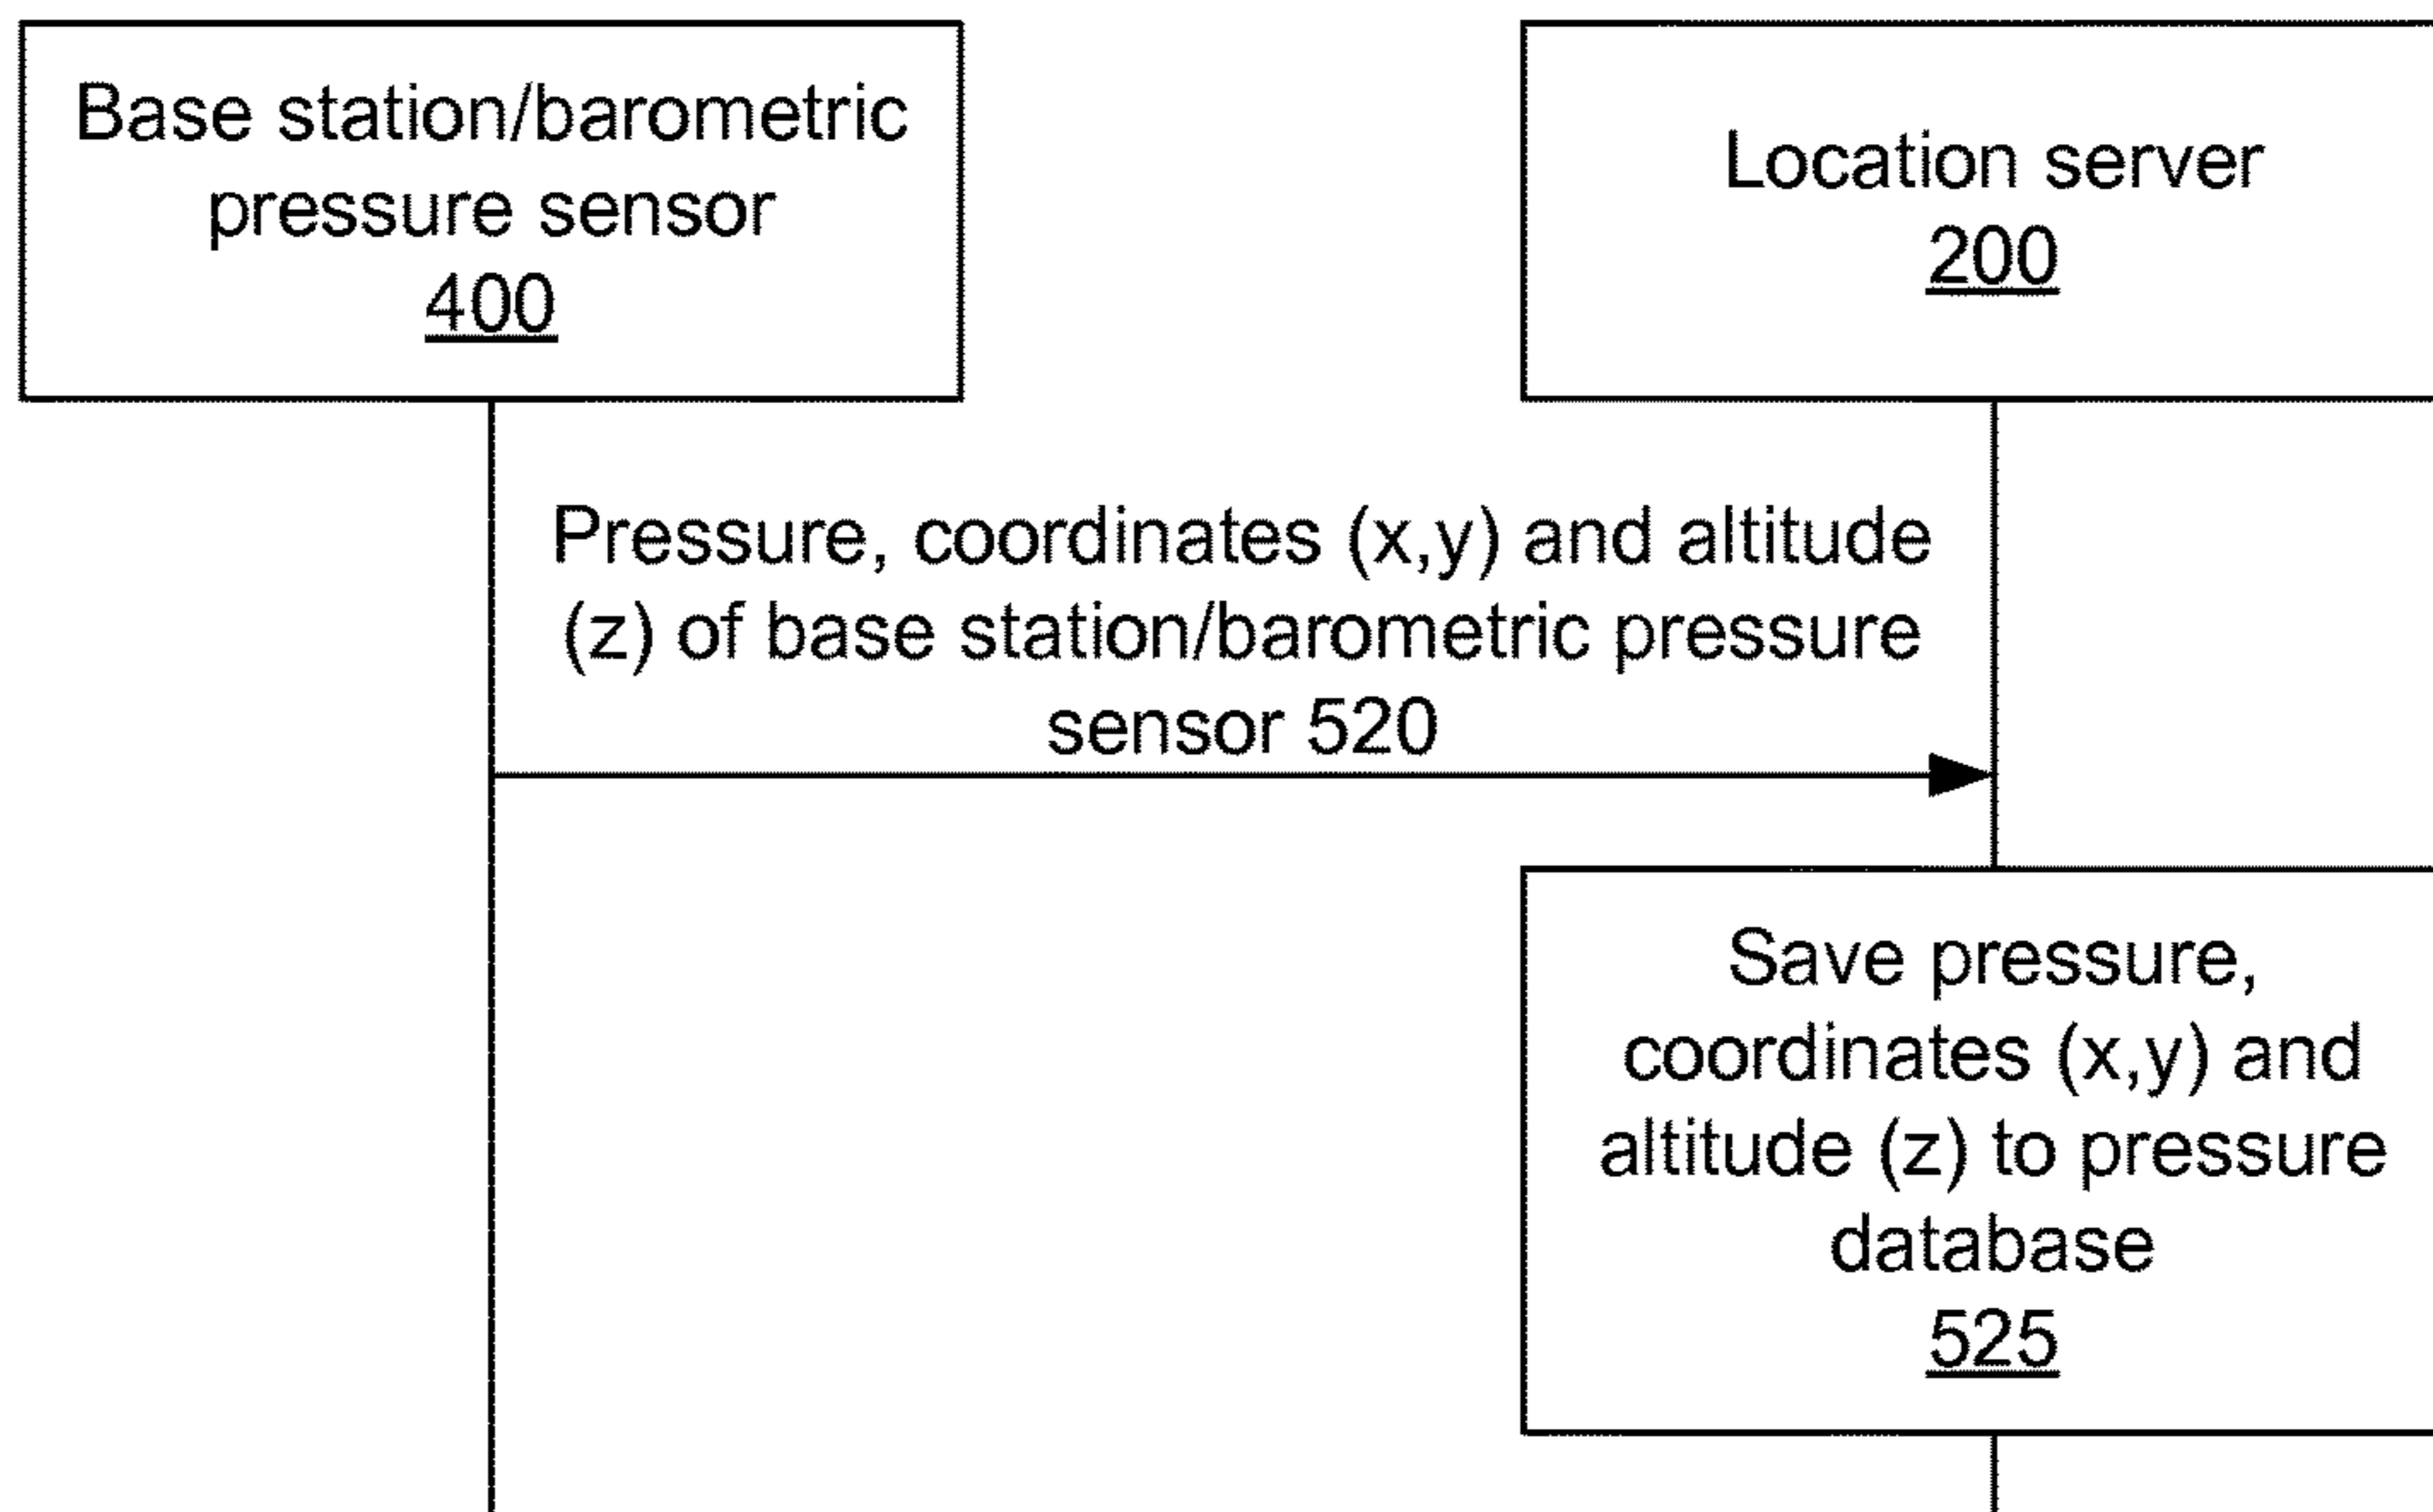 Base station/barometric
pressure sensor
400
Location server
200
Pressure, coordinates (x,y) and altitude
(z) of base station/barometric pressure
sensor 520
Save pressure,
coordinates (x,y) and
altitude (z) to pressure
database
525